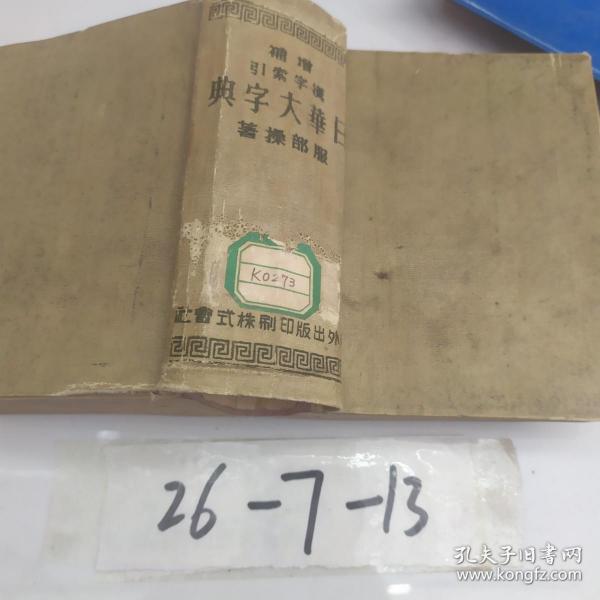 增補
漢字索引
日華大字典
服部操著
K0273
外出版印刷株式會社
26-7-13
孔夫子旧書网
www.kongfz.com